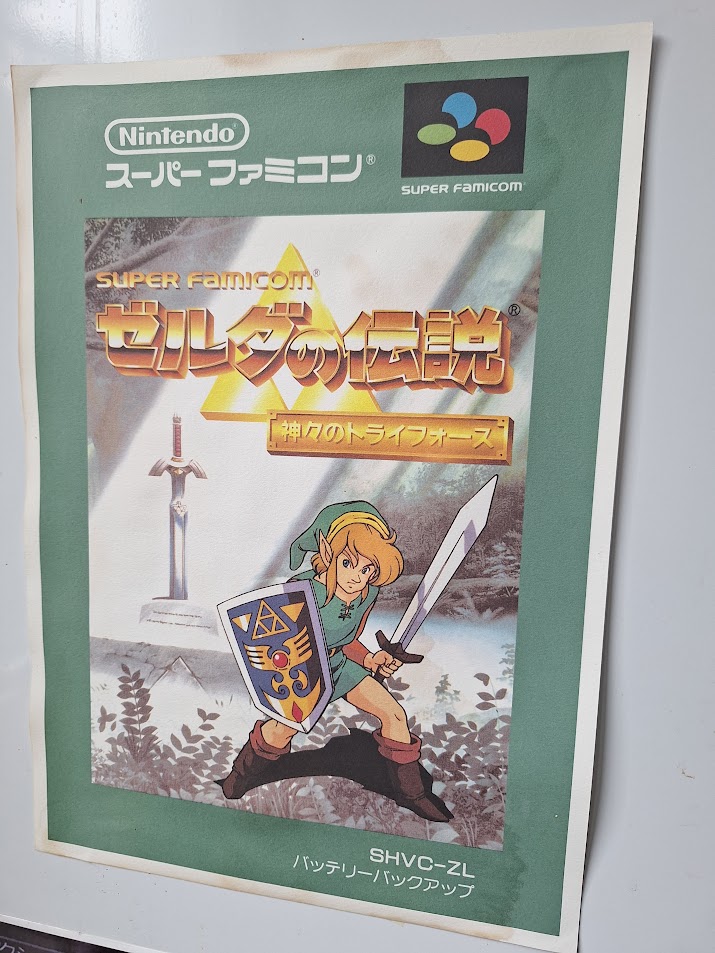 Nintendo®
スーパーファミコン®
SUPER FAMICOM
SUPER FAMICOM®
ゼルダの伝説®
神々のトライフォース
SHVC-ZL
バッテリーバックアップ